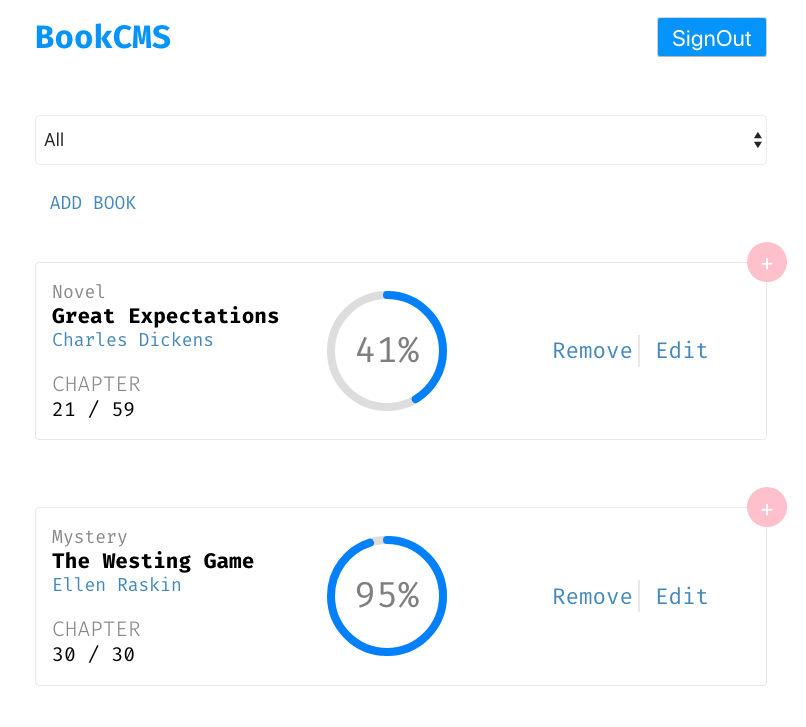 BookCMS
SignOut
All
ADD BOOK
+
Novel
Great Expectations
Charles Dickens
CHAPTER
21 / 59
41%
Remove Edit
+
Mystery
The Westing Game
Ellen Raskin
CHAPTER
30 / 30
95%
Remove Edit